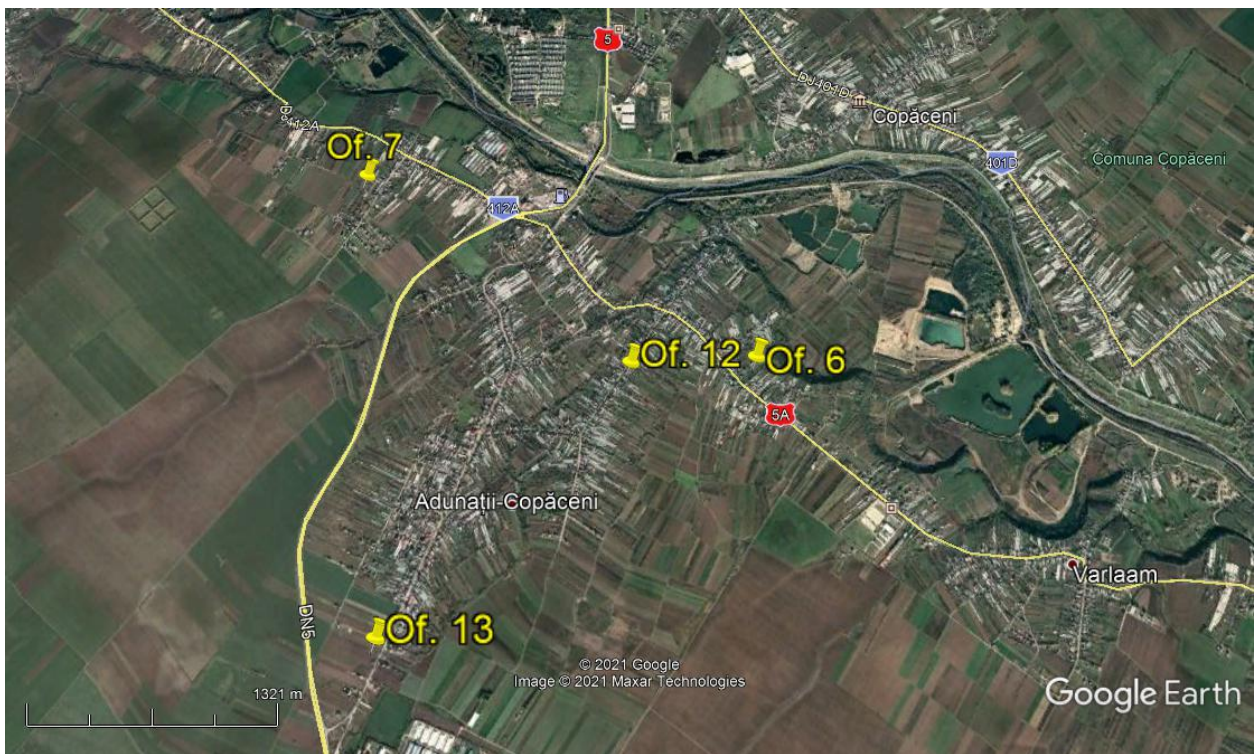 5
DJ401D
Copăceni
412A
Of. 7
401D
Comuna Copăceni
412A
Of. 12
Of. 6
5A
Adunații-Copăceni
Varlaam
DN5
Of. 13
© 2021 Google
Image © 2021 Maxar Technologies
1321 m
Google Earth